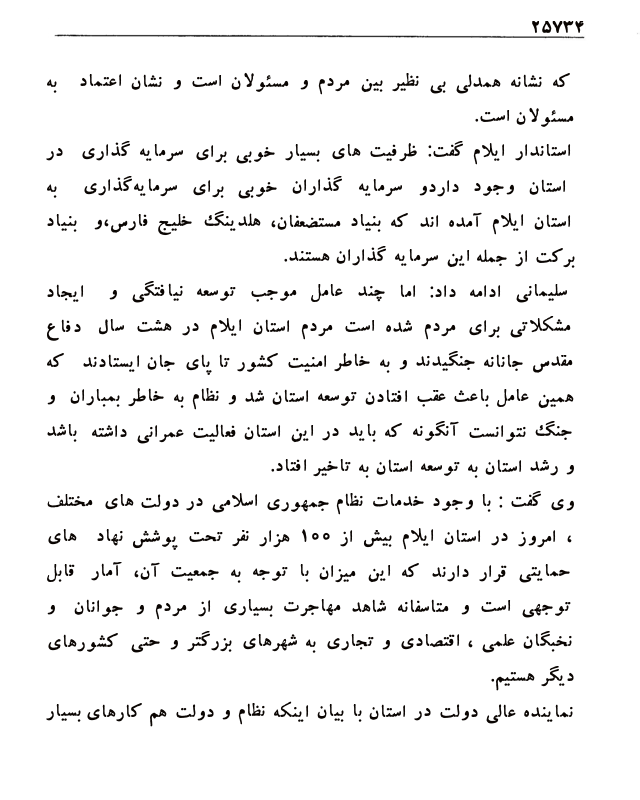 ۲۵۷۳۴
که نشانه همدلی بی نظیر بین مردم و مسئولان است و نشان اعتماد به
مسئولان است.
استاندار ایلام گفت: ظرفیت های بسیار خوبی برای سرمایه گذاری در
استان وجود داردو سرمایه گذاران خوبی برای سرمایه‌گذاری به
استان ایلام آمده اند که بنیاد مستضعفان، هلدینگ خلیج فارس،و بنیاد
برکت از جمله این سرمایه گذاران هستند.
سلیمانی ادامه داد: اما چند عامل موجب توسعه نیافتگی و ایجاد
مشکلاتی برای مردم شده است مردم استان ایلام در هشت سال دفاع
مقدس جانانه جنگیدند و به خاطر امنیت کشور تا پای جان ایستادند که
همین عامل باعث عقب افتادن توسعه استان شد و نظام به خاطر بمباران و
جنگ نتوانست آنگونه که باید در این استان فعالیت عمرانی داشته باشد
و رشد استان به توسعه استان به تاخیر افتاد.
وی گفت : با وجود خدمات نظام جمهوری اسلامی در دولت های مختلف
، امروز در استان ایلام بیش از ۱۰۰ هزار نفر تحت پوشش نهاد های
حمایتی قرار دارند که این میزان با توجه به جمعیت آن، آمار قابل
توجهی است و متاسفانه شاهد مهاجرت بسیاری از مردم و جوانان و
نخبگان علمی ، اقتصادی و تجاری به شهرهای بزرگتر و حتی کشورهای
دیگر هستیم.
نماینده عالی دولت در استان با بیان اینکه نظام و دولت هم کارهای بسیار